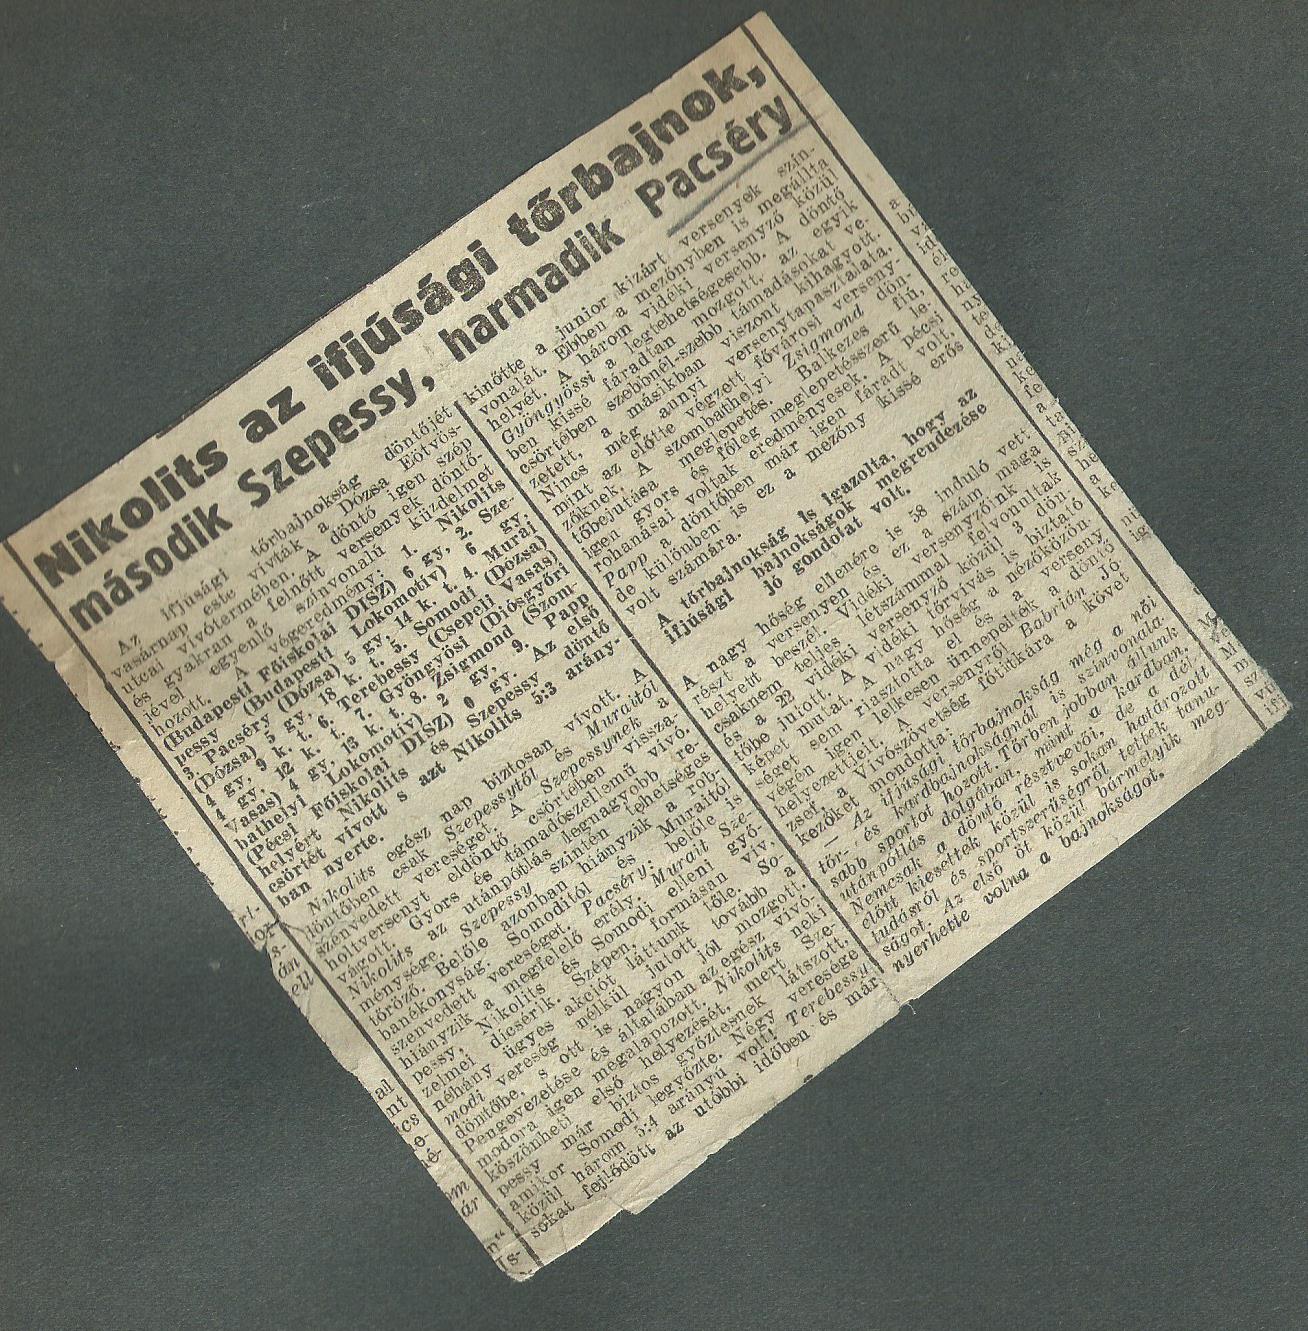 Nikolits az ifjúsági tőrbajnok,
második Szepessy, harmadik Pacséry
Az ifjúsági tőrbajnokság döntőjét
vasárnap este vívták a Dózsa Eötvös-
utcai vívótermében. A döntő igen szép
és gyakran a felnőtt versenyek döntő-
jével egyenlő színvonalú küzdelmet
hozott. A végeredmény: 1. Nikolits
(Budapesti Főiskolai DISZ) 6 gy, 2. Sze-
pessy (Budapesti Lokomotív) 6 gy,
3. Pacséry (Dózsa) 5 gy, 14 k. t. 4. Muraj
(Dózsa) 5 gy, 18 k. t. 5. Somodi (Dózsa)
4 gy, 9 k. t. 6. Terebessy (Csepeli Vasas)
4 gy, 12 k. t. 7. Gyöngyösi (Diósgyőri
Vasas) 4 gy, 13 k. t. 8. Zsigmond (Szom
bathelyi Lokomotív) 2 gy, 9. Papp
(Pécsi Főiskolai DISZ) 0 gy. Az első
helyért Nikolits és Szepessy döntő
csörtét vívott s azt Nikolits 5:3 arány-
ban nyerte.
Nikolits egész nap biztosan vívott. A
döntőben csak Szepessytől és Muraitól
szenvedett vereséget. A Szepessynek a
holtversenyt eldöntő csörtében vissza-
vágott. Gyors és támadószellemű vívó.
Nikolits az utánpótlás legnagyobb re-
ménysége. Szepessy szintén tehetséges
tőröző. Belőle azonban hiányzik a rob-
banékonyság. Somoditól és Muraitól
szenvedett vereséget. Pacséry: belőle is
hiányzik a megfelelő erély. Murait Sze-
pessy, Nikolits és Somodi elleni győ-
zelmei dicsérik. Szépen, formásan vív,
néhány ügyes akciót láttunk tőle. So-
modi vereség nélkül jutott tovább a
döntőbe, s ott is nagyon jól mozgott.
Pengevezetése és általában az egész vívó-
modora igen megalapozott. Nikolits neki
köszönheti első helyezését, mert Sze-
pessy már biztos győztesnek látszott,
amikor Somodi legyőzte. Négy veresége
közül három 5:4 arányú volt! Terebessy
sokat fejlődött az utóbbi időben és már
kinőtte a junior kizárt versenyek szín-
vonalát. Ebben a mezőnyben is megállta
helyét. A három vidéki versenyző közül
Gyöngyösi a legtehetségesebb. A döntő
ben kissé fáradtan mozgott, az egyik
csörtében szebbnél-szebb támadásokat ve-
zetett, a másikban viszont kihagyott.
Nincs még annyi versenytapasztalata,
mint az előtte végzett fővárosi verseny-
zőknek. A szombathelyi Zsigmond dön-
tőbejutása meglepetés. Balkezes fiú,
igen gyors és főleg meglepetésszerű le-
rohanásai voltak eredményesek. A pécsi
Papp a döntőben már igen fáradt volt,
de különben is ez a mezőny kissé erős
volt számára.
A tőrbajnokság is igazolta, hogy az
ifjúsági bajnokságok megrendezése
jó gondolat volt.
A nagy hőség ellenére is 58 induló vett
részt a versenyen és ez a szám maga
helyett beszél. Vidéki versenyzőink is
csaknem teljes létszámmal felvonultak
és a 22 vidéki versenyző közül 3 dön-
tőbe jutott. A vidéki tőrvívás is biztató
képet mutat. A nagy hőség a nézőközön-
séget sem riasztotta el és a verseny
végén igen lelkesen ünnepelték a döntő
helyezettjeit. A versenyről Babrián Jó-
zsef, a Vívószövetség főtitkára a követ
kezőket mondotta:
— Az ifjúsági tőrbajnokság még a női
tőr- és kardbajnokságnál is színvonala-
sabb sportot hozott. Tőrben jobban állunk
utánpótlás dolgában, mint a kardban.
Nemcsak a döntő résztvevői, de a dél-
előtt kiesettek közül is sokan határozott
tudásról és sportszerűségről tettek tanu-
ságot. Az első öt közül bármelyik meg-
nyerhette volna a bajnokságot.